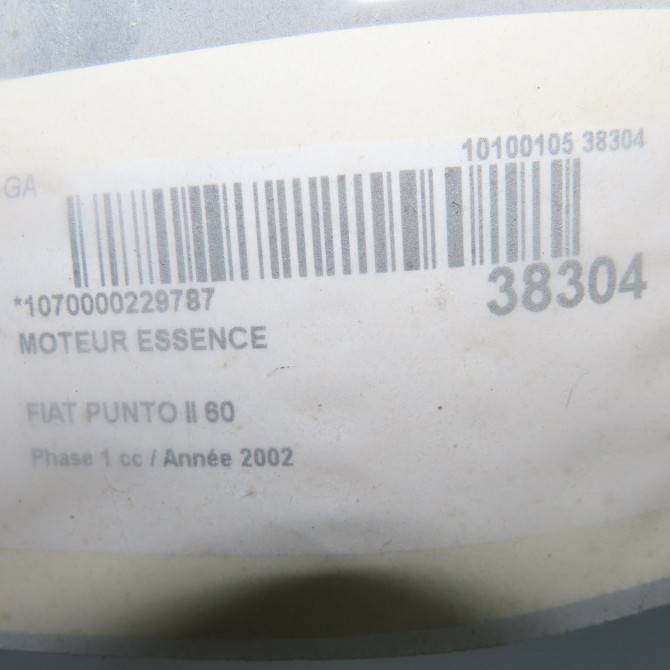 10100105 38304
GA
*1070000229787
38304
MOTEUR ESSENCE
FIAT PUNTO II 60
Phase 1 cc / Année 2002